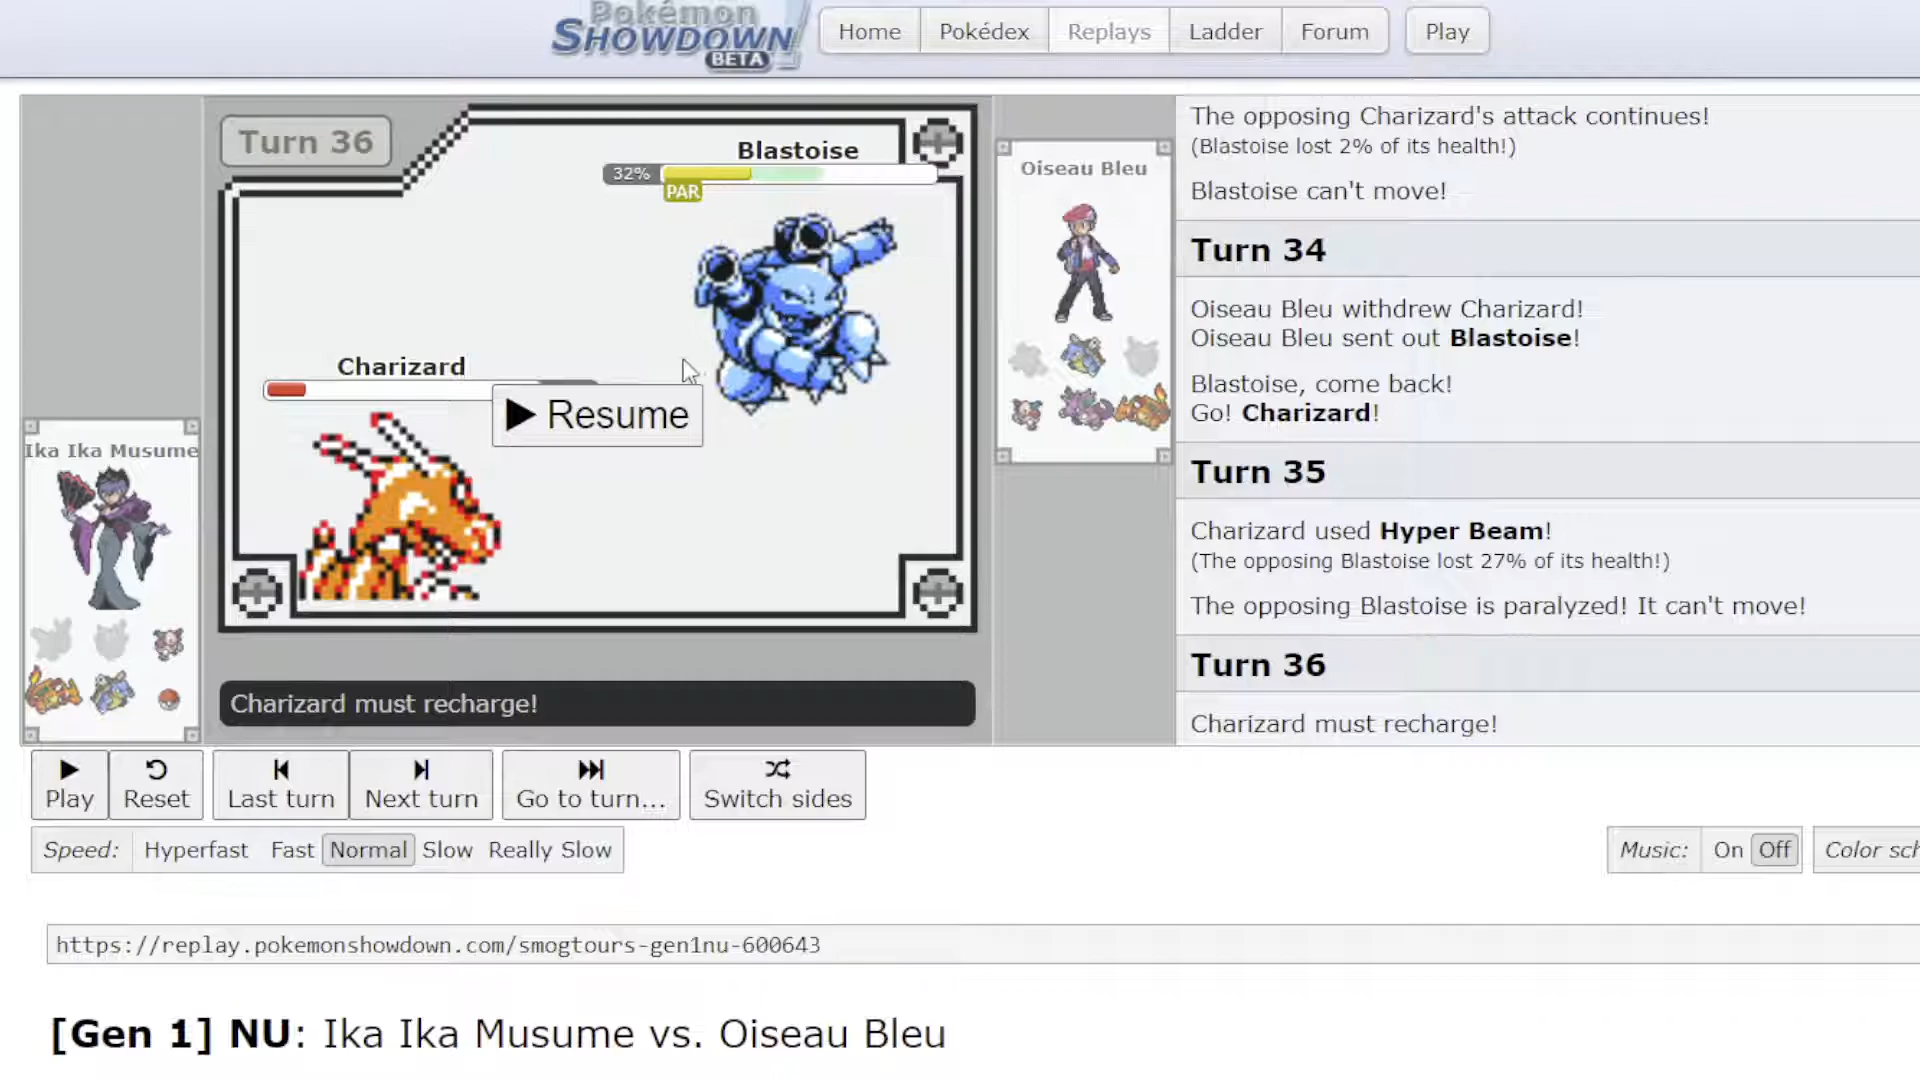 Pokémon
SHOWDOWN
BETA
Home
Pokédex
Replays
Ladder
Forum
Play
Turn 36
Blastoise
32%
PAR
Charizard
Resume
Ika Ika Musume
Oiseau Bleu
Charizard must recharge!
The opposing Charizard's attack continues!
(Blastoise lost 2% of its health!)
Blastoise can't move!
Turn 34
Oiseau Bleu withdrew Charizard!
Oiseau Bleu sent out Blastoise!
Blastoise, come back!
Go! Charizard!
Turn 35
Charizard used Hyper Beam!
(The opposing Blastoise lost 27% of its health!)
The opposing Blastoise is paralyzed! It can't move!
Turn 36
Charizard must recharge!
Play
Reset
Last turn
Next turn
Go to turn...
Switch sides
Speed: Hyperfast Fast Normal Slow Really Slow
Music: On Off
Color sch
https://replay.pokemonshowdown.com/smogtours-gen1nu-600643
[Gen 1] NU: Ika Ika Musume vs. Oiseau Bleu